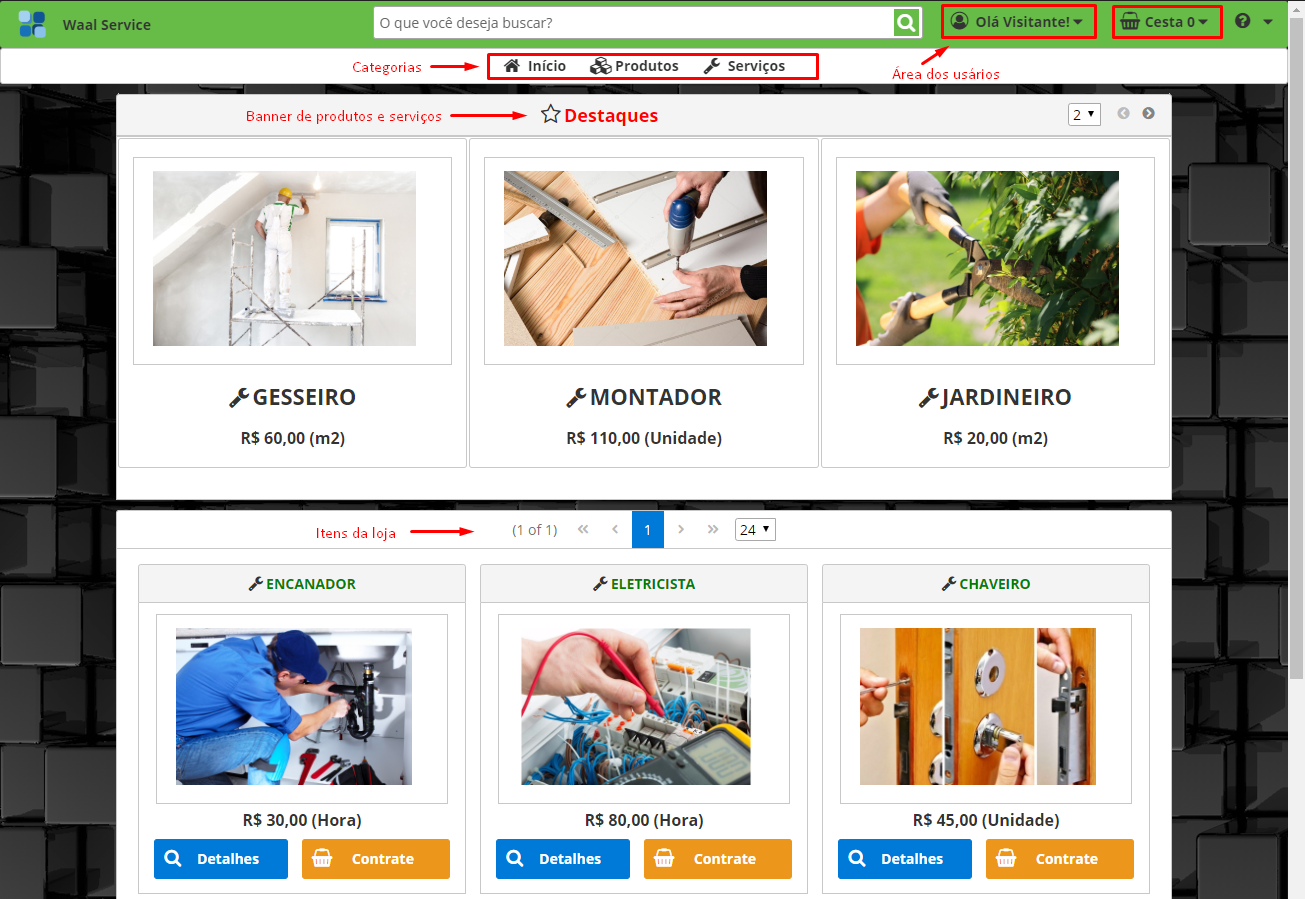 Waal Service
O que você deseja buscar?
Olá Visitante!
Cesta 0
Categorias
Início
Produtos
Serviços
Área dos usários
Banner de produtos e serviços
Destaques
2
GESSEIRO
MONTADOR
JARDINEIRO
R$ 60,00 (m2)
R$ 110,00 (Unidade)
R$ 20,00 (m2)
Itens da loja
(1 of 1)
1
24
ENCANADOR
ELETRICISTA
CHAVEIRO
R$ 30,00 (Hora)
R$ 80,00 (Hora)
R$ 45,00 (Unidade)
Detalhes
Contrate
Detalhes
Contrate
Detalhes
Contrate